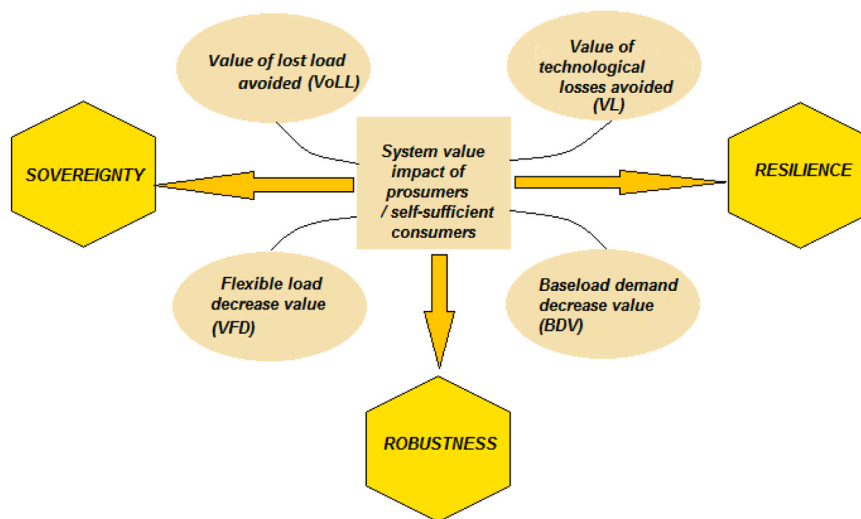 Value of lost load
avoided (VoLL)
Value of
technological
losses avoided
(VL)
SOVEREIGNTY
System value
impact of
prosumers
/ self-sufficient
consumers
RESILIENCE
Flexible load
decrease value
(VFD)
Baseload demand
decrease value
(BDV)
ROBUSTNESS